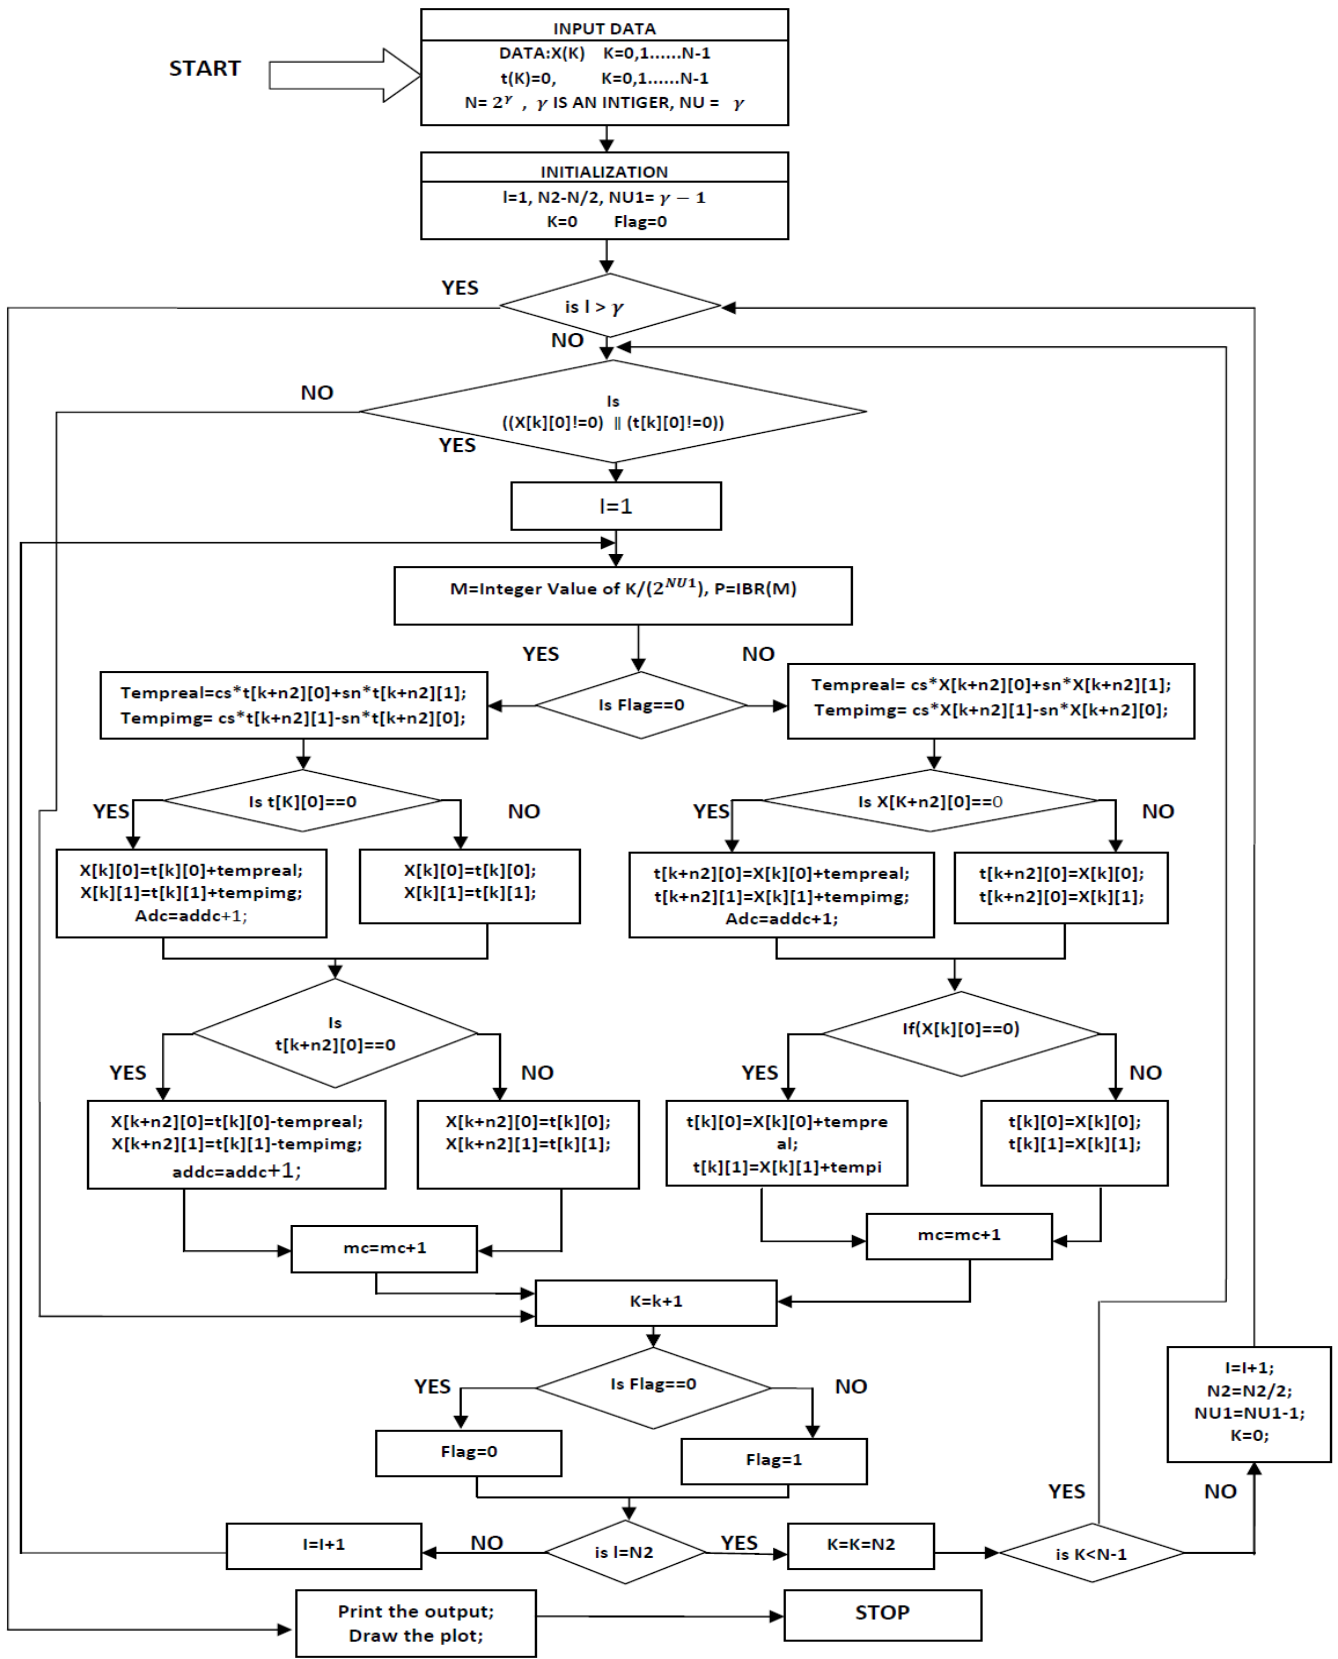 START
INPUT DATA
DATA:X(K) K=0,1......N-1
t(K)=0, K=0,1......N-1
N= 2^γ , γ IS AN INTIGER, NU = γ
INITIALIZATION
l=1, N2-N/2, NU1= γ − 1
K=0 Flag=0
YES
is l > γ
NO
NO
Is
((X[k][0]!=0) || (t[k][0]!=0))
YES
I=1
M=Integer Value of K/(2^NU1), P=IBR(M)
YES
NO
Is Flag==0
Tempreal=cs*t[k+n2][0]+sn*t[k+n2][1];
Tempimg= cs*t[k+n2][1]-sn*t[k+n2][0];
Tempreal= cs*X[k+n2][0]+sn*X[k+n2][1];
Tempimg= cs*X[k+n2][1]-sn*X[k+n2][0];
Is t[K][0]==0
YES
NO
Is X[K+n2][0]==0
YES
NO
X[k][0]=t[k][0]+tempreal;
X[k][1]=t[k][1]+tempimg;
Adc=addc+1;
X[k][0]=t[k][0];
X[k][1]=t[k][1];
t[k+n2][0]=X[k][0]+tempreal;
t[k+n2][1]=X[k][1]+tempimg;
Adc=addc+1;
t[k+n2][0]=X[k][0];
t[k+n2][0]=X[k][1];
Is
t[k+n2][0]==0
YES
NO
If(X[k][0]==0)
YES
NO
X[k+n2][0]=t[k][0]-tempreal;
X[k+n2][1]=t[k][1]-tempimg;
addc=addc+1;
X[k+n2][0]=t[k][0];
X[k+n2][1]=t[k][1];
t[k][0]=X[k][0]+tempre
al;
t[k][1]=X[k][1]+tempi
t[k][0]=X[k][0];
t[k][1]=X[k][1];
mc=mc+1
mc=mc+1
K=k+1
Is Flag==0
YES
NO
Flag=0
Flag=1
I=I+1;
N2=N2/2;
NU1=NU1-1;
K=0;
I=I+1
NO
is l=N2
YES
K=K=N2
YES
is K<N-1
NO
Print the output;
Draw the plot;
STOP